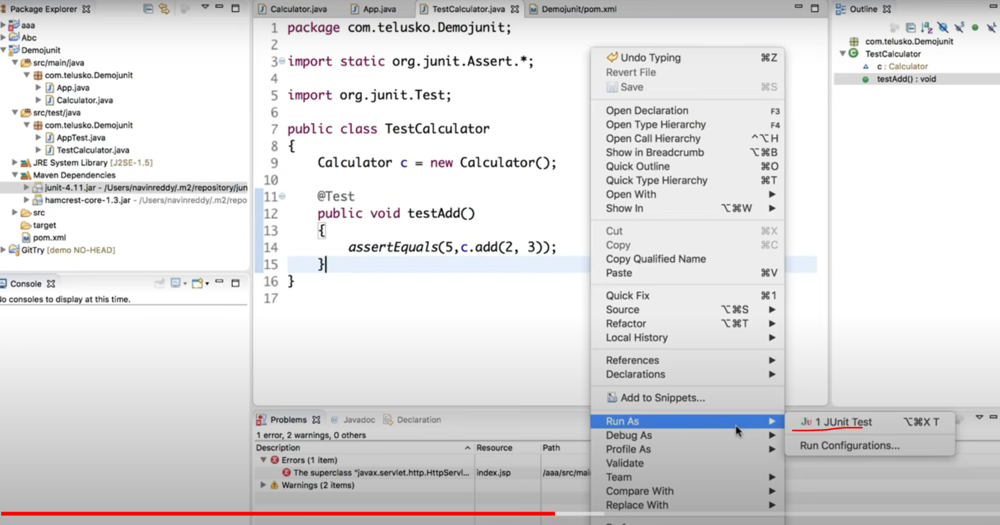 Package Explorer
aaa
Abc
Demojunit
src/main/java
com.telusko.Demojunit
App.java
Calculator.java
src/test/java
com.telusko.Demojunit
AppTest.java
TestCalculator.java
JRE System Library [J2SE-1.5]
Maven Dependencies
junit-4.11.jar - /Users/navinreddy/.m2/repository/jun
hamcrest-core-1.3.jar - /Users/navinreddy/.m2/repo
src
target
pom.xml
GitTry [demo NO-HEAD]
Console
No consoles to display at this time.
Calculator.java
App.java
TestCalculator.java
Demojunit/pom.xml
1 package com.telusko.Demojunit;
2
3 import static org.junit.Assert.*;
4
5 import org.junit.Test;
6
7 public class TestCalculator
8 {
9 Calculator c = new Calculator();
10
11 @Test
12 public void testAdd()
13 {
14 assertEquals(5,c.add(2, 3));
15 }
16 }
17
Undo Typing ⌘Z
Revert File
Save ⌘S
Open Declaration F3
Open Type Hierarchy F4
Open Call Hierarchy ^⌥H
Show in Breadcrumb ⌥⌘B
Quick Outline ⌘O
Quick Type Hierarchy ⌘T
Open With
Show In ⌥⌘W
Cut ⌘X
Copy ⌘C
Copy Qualified Name
Paste ⌘V
Quick Fix ⌘1
Source ⌥⌘S
Refactor ⌥⌘T
Local History
References
Declarations
Add to Snippets...
Run As
Debug As
Profile As
Validate
Team
Compare With
Replace With
Ju 1 JUnit Test ⌥⌘X T
Run Configurations...
Outline
com.telusko.Demojunit
TestCalculator
c : Calculator
testAdd() : void
Problems
@ Javadoc
Declaration
1 error, 2 warnings, 0 others
Description Resource Path
Errors (1 item)
The superclass "javax.servlet.http.HttpServl... index.jsp /aaa/src/mai
Warnings (2 items)